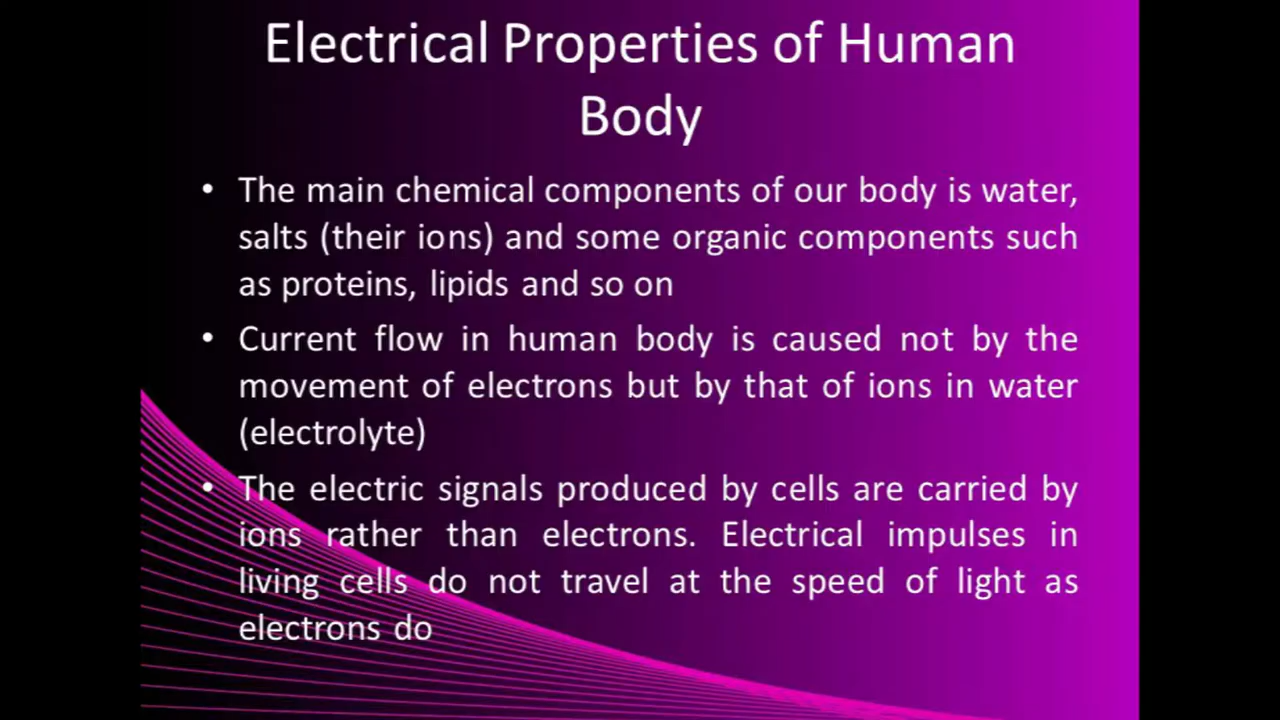 Electrical Properties of Human
Body
• The main chemical components of our body is water,
salts (their ions) and some organic components such
as proteins, lipids and so on
• Current flow in human body is caused not by the
movement of electrons but by that of ions in water
(electrolyte)
• The electric signals produced by cells are carried by
ions rather than electrons. Electrical impulses in
living cells do not travel at the speed of light as
electrons do